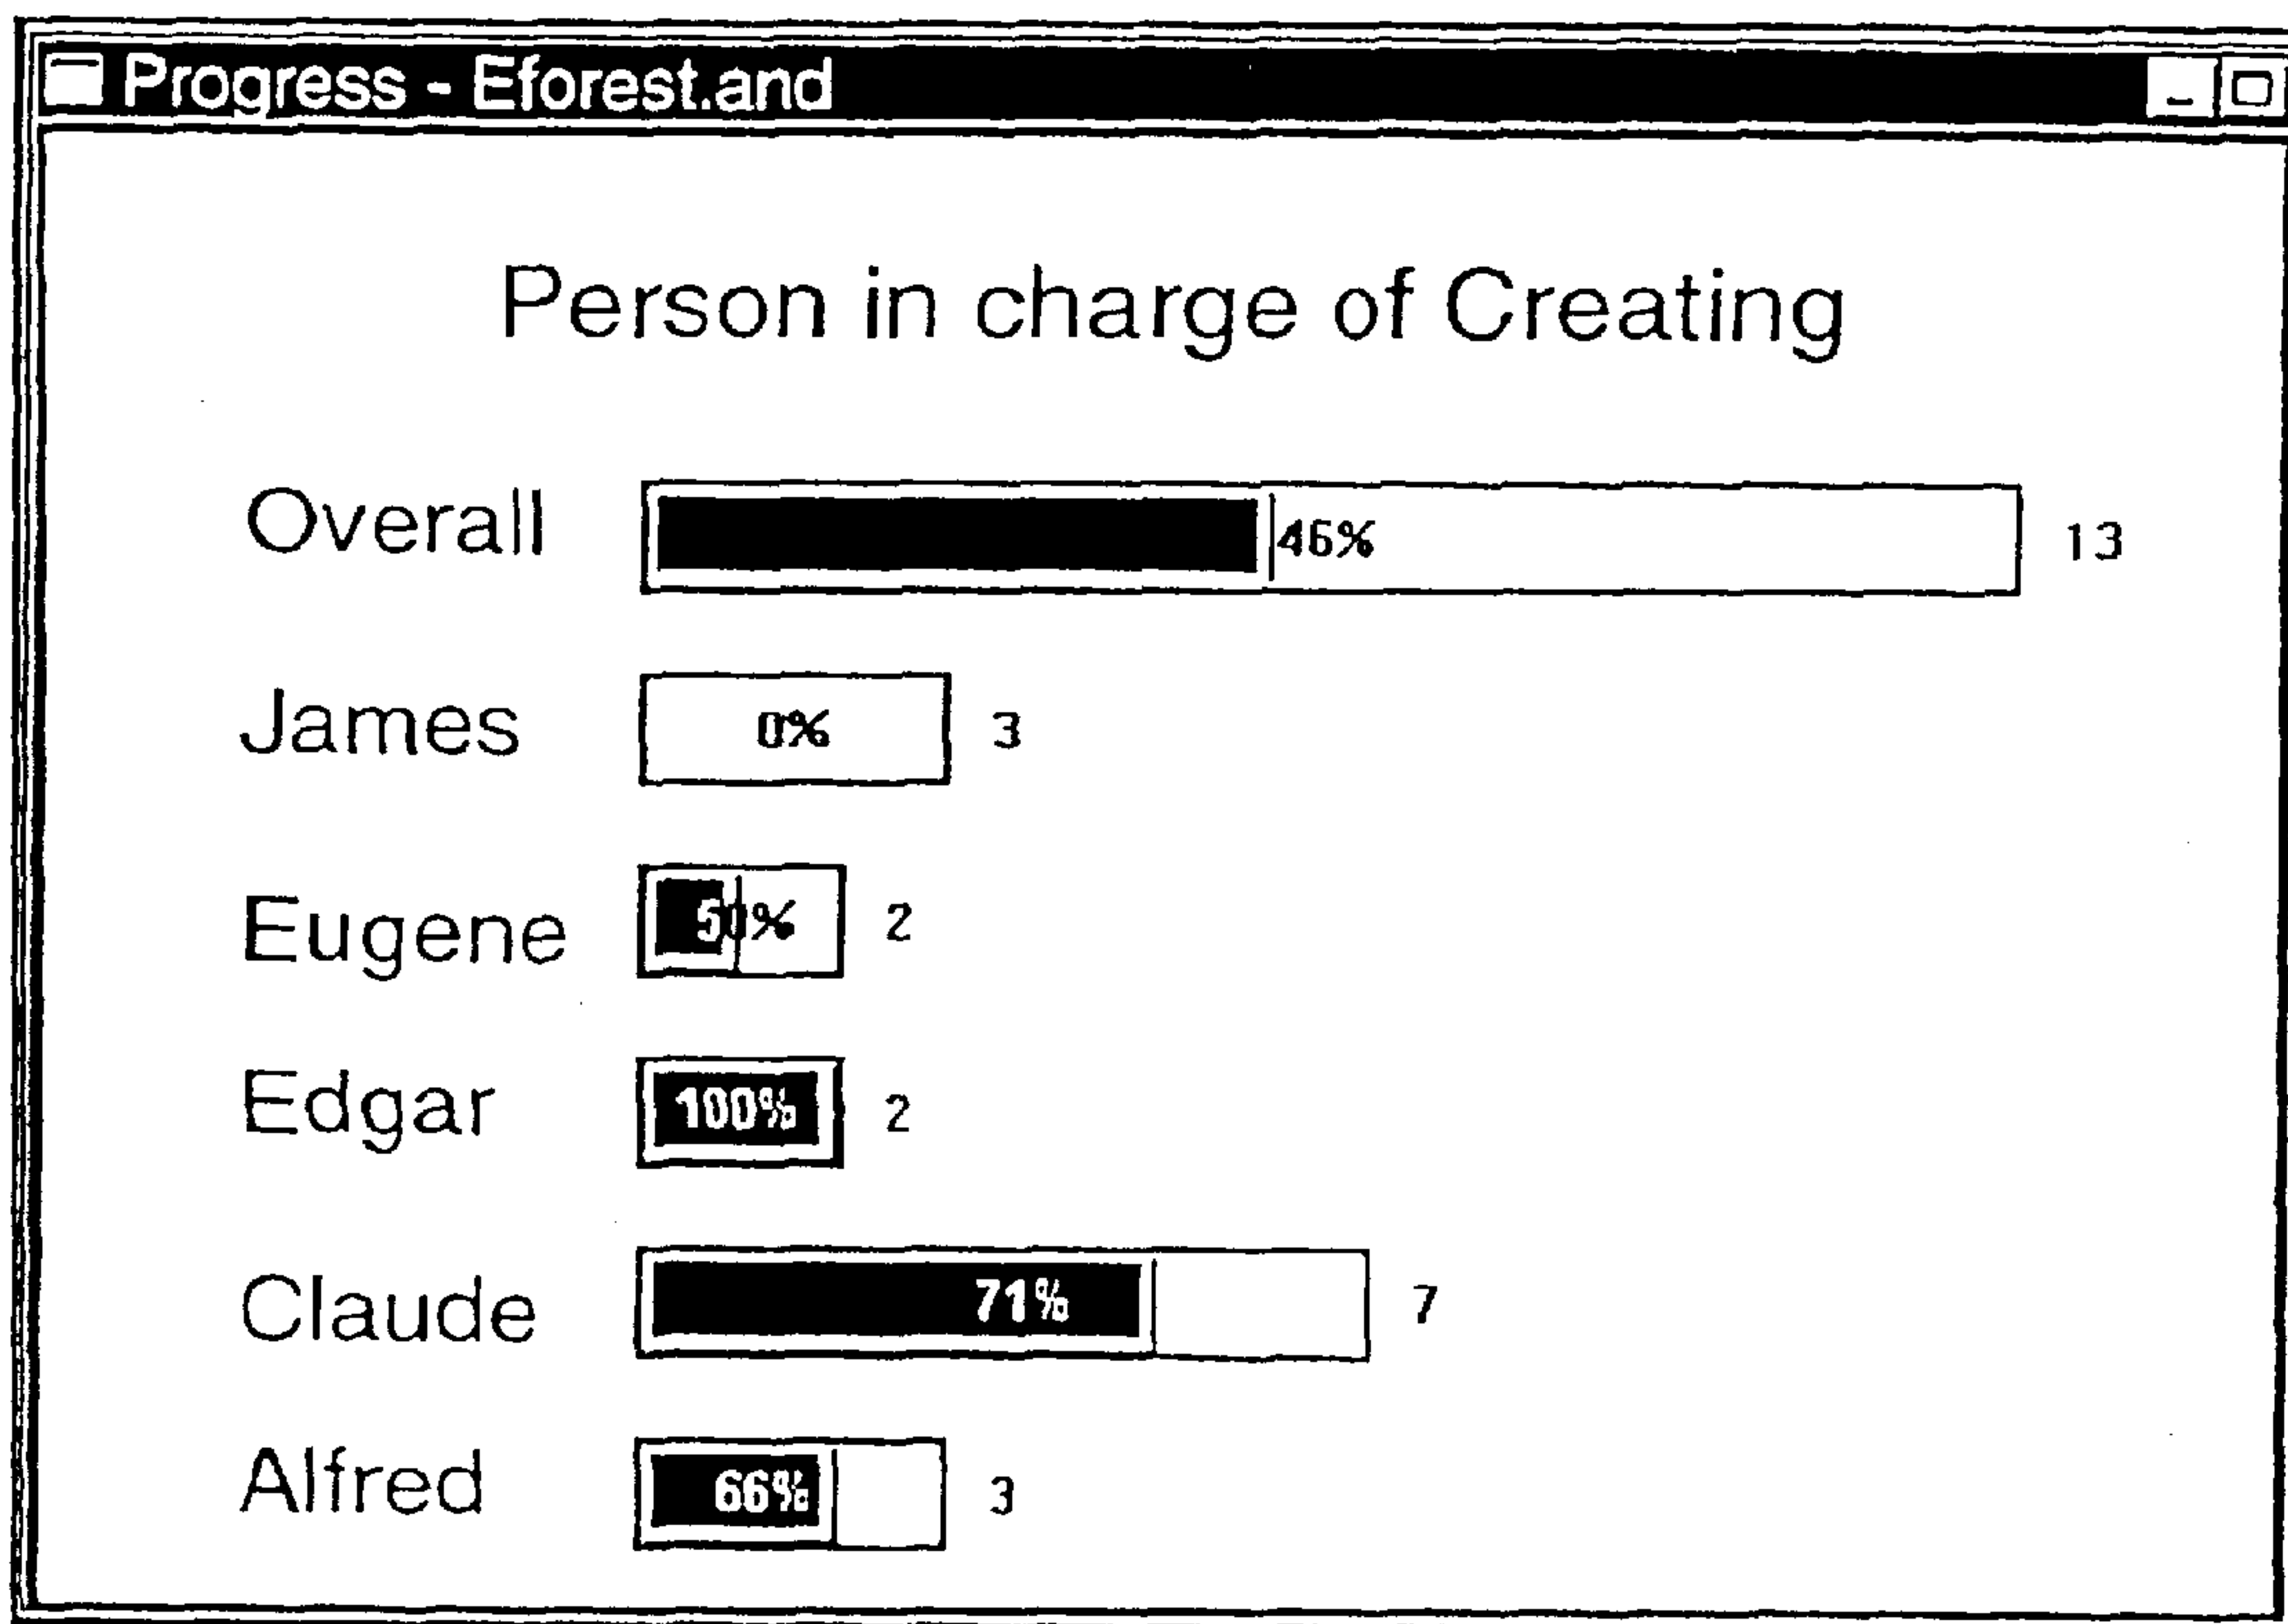 Progress - Eforest.and
Person in charge of Creating
Overall 46% 13
James 0% 3
Eugene 50% 2
Edgar 100% 2
Claude 71% 7
Alfred 66% 3